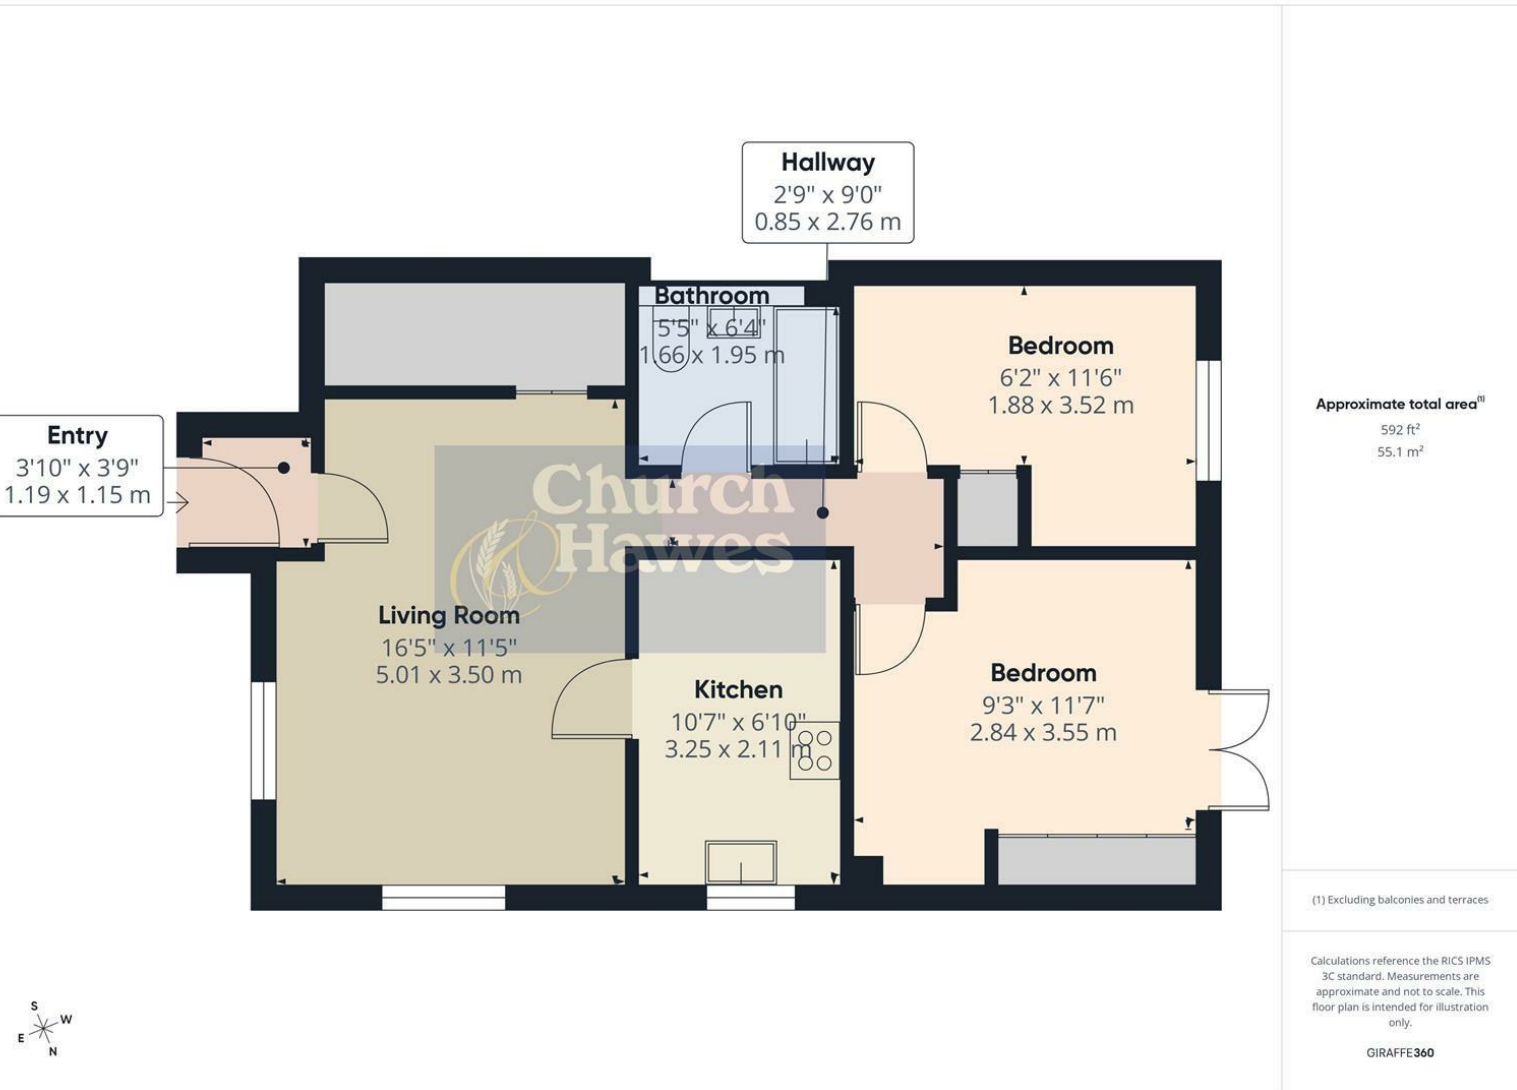 Hallway
2'9" x 9'0"
0.85 x 2.76 m
Bathroom
5'5" x 6'4"
1.66 x 1.95 m
Bedroom
6'2" x 11'6"
1.88 x 3.52 m
Entry
3'10" x 3'9"
1.19 x 1.15 m
Church
& Hawes
Living Room
16'5" x 11'5"
5.01 x 3.50 m
Kitchen
10'7" x 6'10"
3.25 x 2.11 m
Bedroom
9'3" x 11'7"
2.84 x 3.55 m
Approximate total area(1)
592 ft²
55.1 m²
(1) Excluding balconies and terraces
Calculations reference the RICS IPMS
3C standard. Measurements are
approximate and not to scale. This
floor plan is intended for illustration
only.
GIRAFFE360
S
W
E
N